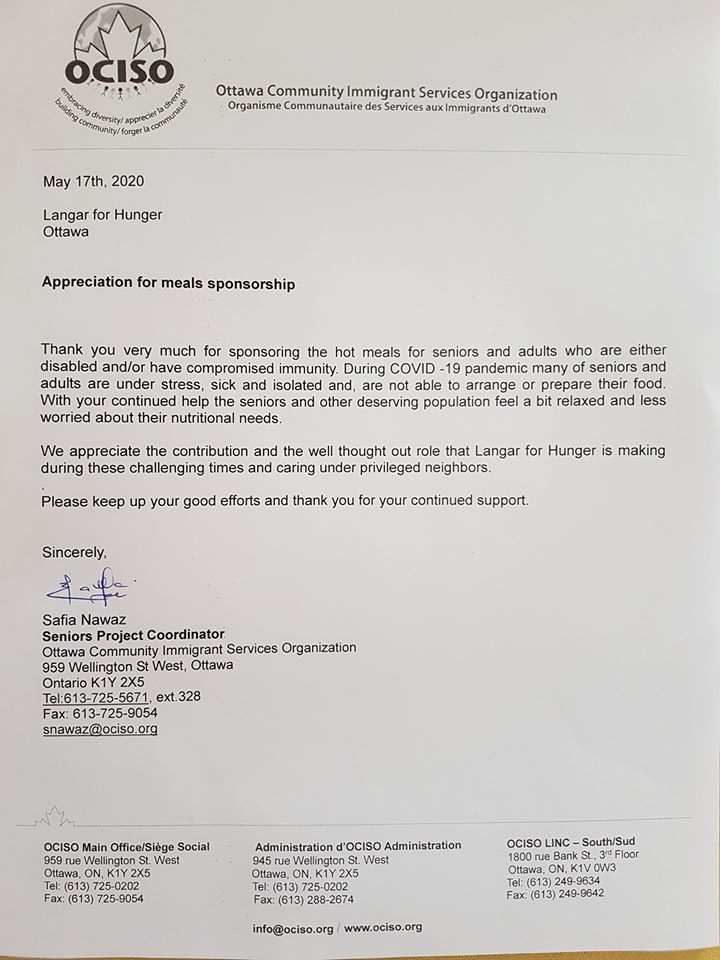 OCISO
embracing diversity/ apprecier la diversité
building community/ forger la communauté
Ottawa Community Immigrant Services Organization
Organisme Communautaire des Services aux Immigrants d'Ottawa
May 17th, 2020
Langar for Hunger
Ottawa
Appreciation for meals sponsorship
Thank you very much for sponsoring the hot meals for seniors and adults who are either
disabled and/or have compromised immunity. During COVID -19 pandemic many of seniors and
adults are under stress, sick and isolated and, are not able to arrange or prepare their food.
With your continued help the seniors and other deserving population feel a bit relaxed and less
worried about their nutritional needs.
We appreciate the contribution and the well thought out role that Langar for Hunger is making
during these challenging times and caring under privileged neighbors.
.
Please keep up your good efforts and thank you for your continued support.
Sincerely,
Safia Nawaz
Seniors Project Coordinator
Ottawa Community Immigrant Services Organization
959 Wellington St West, Ottawa
Ontario K1Y 2X5
Tel:613-725-5671, ext.328
Fax: 613-725-9054
snawaz@ociso.org
OCISO Main Office/Siège Social
959 rue Wellington St. West
Ottawa, ON, K1Y 2X5
Tel: (613) 725-0202
Fax: (613) 725-9054
Administration d'OCISO Administration
945 rue Wellington St. West
Ottawa, ON, K1Y 2X5
Tel: (613) 725-0202
Fax: (613) 288-2674
OCISO LINC – South/Sud
1800 rue Bank St., 3rd Floor
Ottawa, ON, K1V 0W3
Tel: (613) 249-9634
Fax: (613) 249-9642
info@ociso.org / www.ociso.org